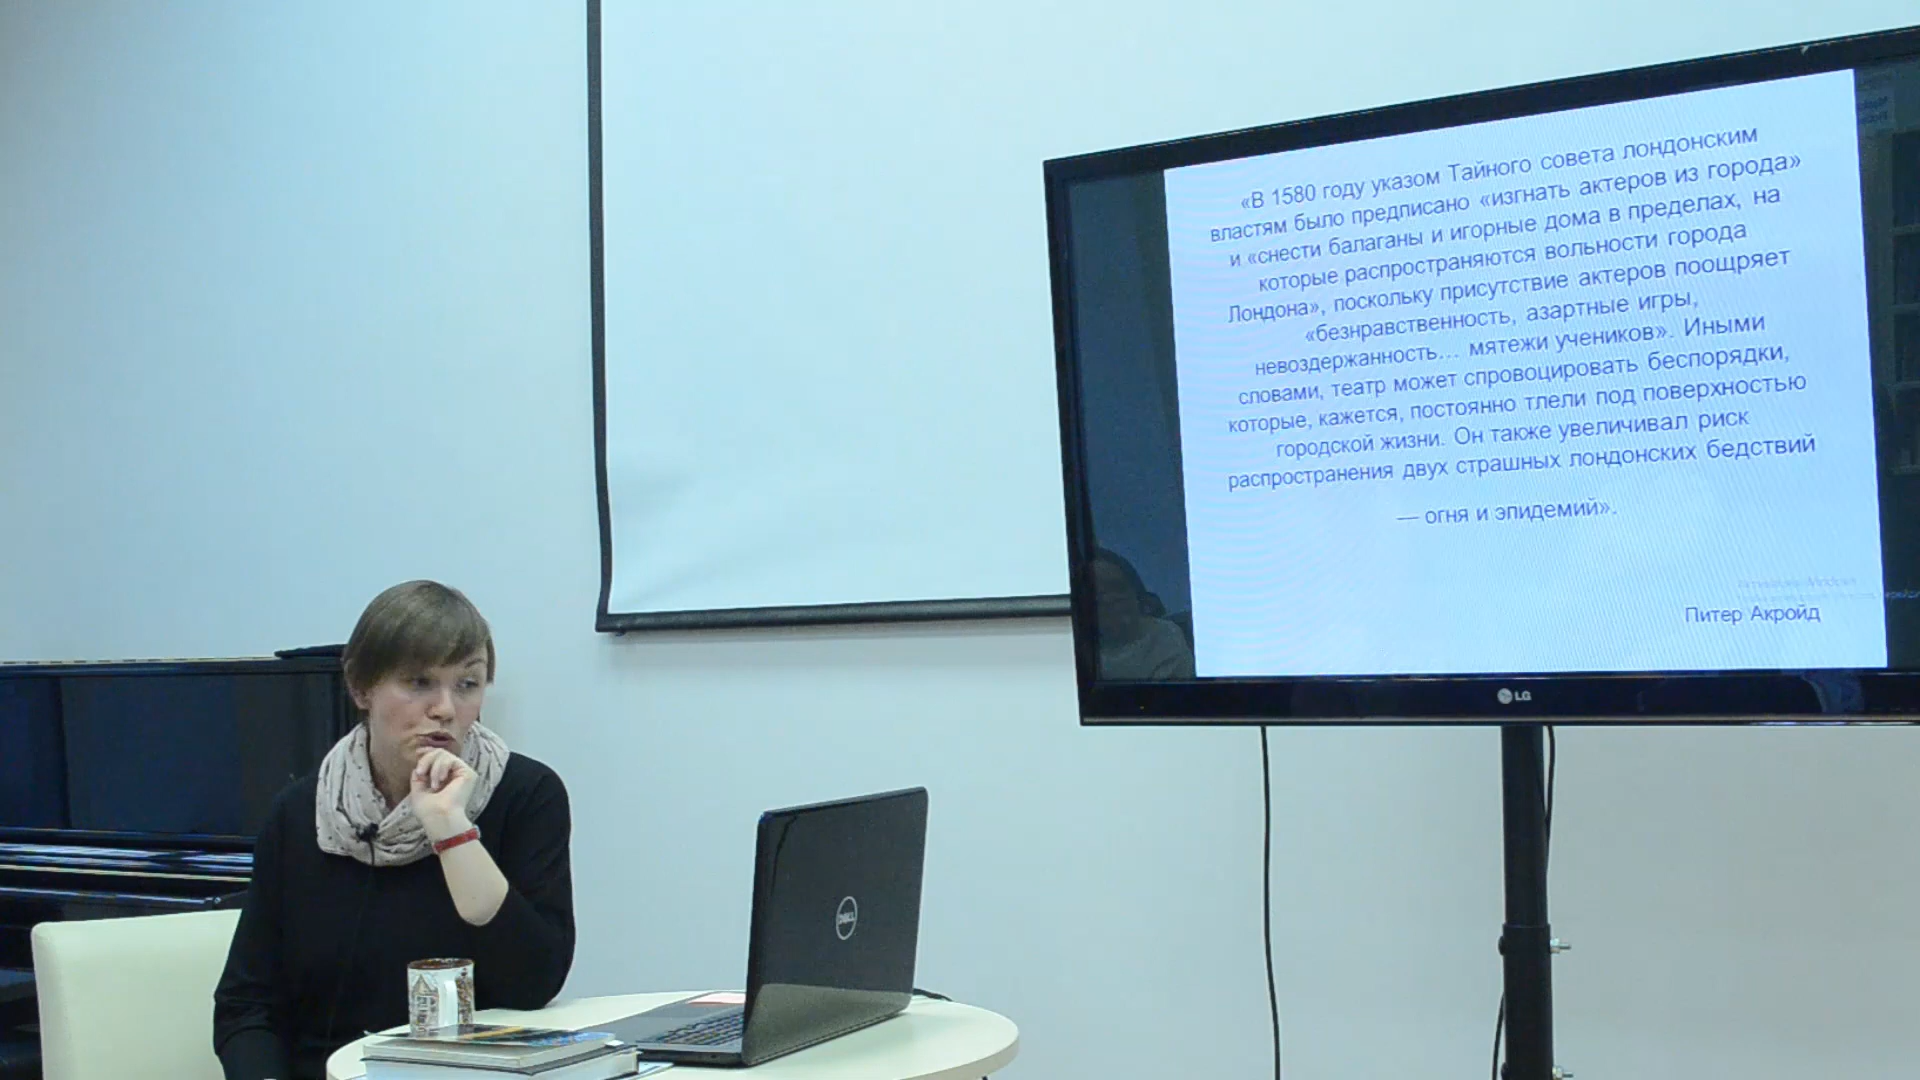 «В 1580 году указом Тайного совета лондонским
властям было предписано «изгнать актеров из города»
и «снести балаганы и игорные дома в пределах, на
которые распространяются вольности города
Лондона», поскольку присутствие актеров поощряет
«безнравственность, азартные игры,
невоздержанность... мятежи учеников». Иными
словами, театр может спровоцировать беспорядки,
которые, кажется, постоянно тлели под поверхностью
городской жизни. Он также увеличивал риск
распространения двух страшных лондонских бедствий
— огня и эпидемий».
Питер Акройд
LG
DELL